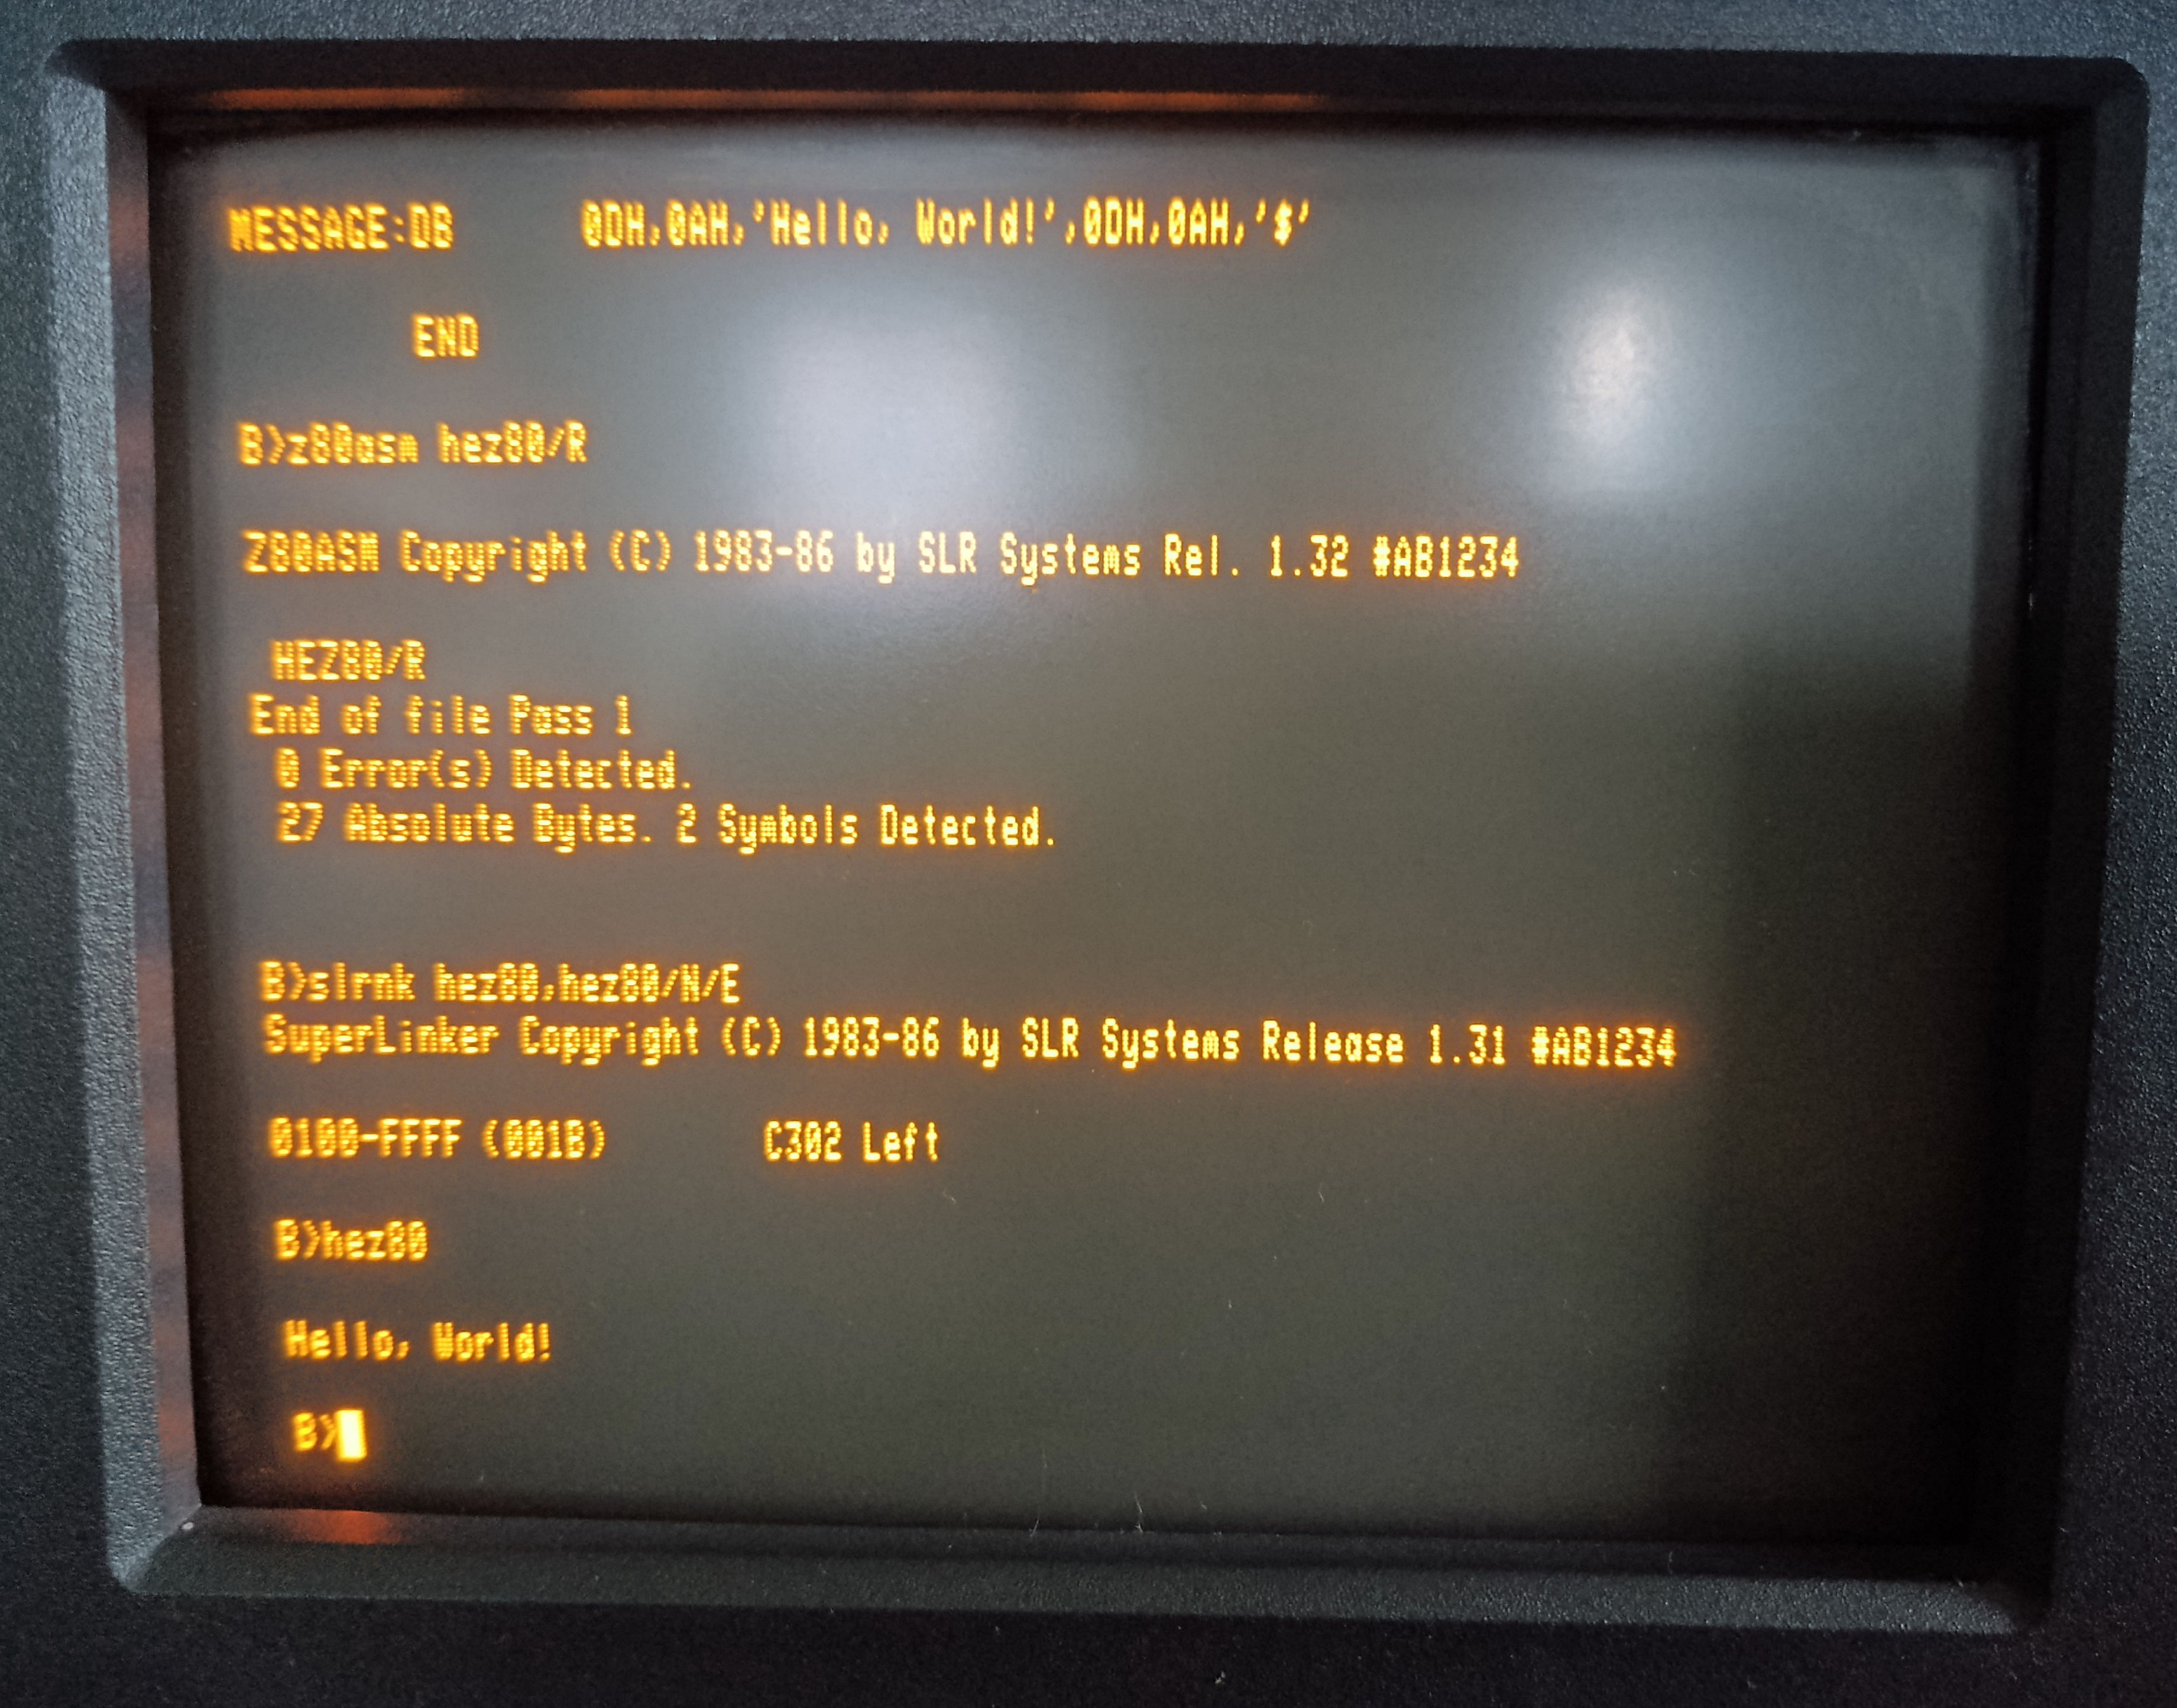 MESSAGE:DB      0DH,0AH,'Hello, World!',0DH,0AH,'$'
END
B>z80asm hez80/R
Z80ASM Copyright (C) 1983-86 by SLR Systems Rel. 1.32 #AB1234
HEZ80/R
End of file Pass 1
0 Error(s) Detected.
27 Absolute Bytes. 2 Symbols Detected.
B>slrnk hez80,hez80/N/E
SuperLinker Copyright (C) 1983-86 by SLR Systems Release 1.31 #AB1234
0100-FFFF (001B)       C302 Left
B>hez80
Hello, World!
B>